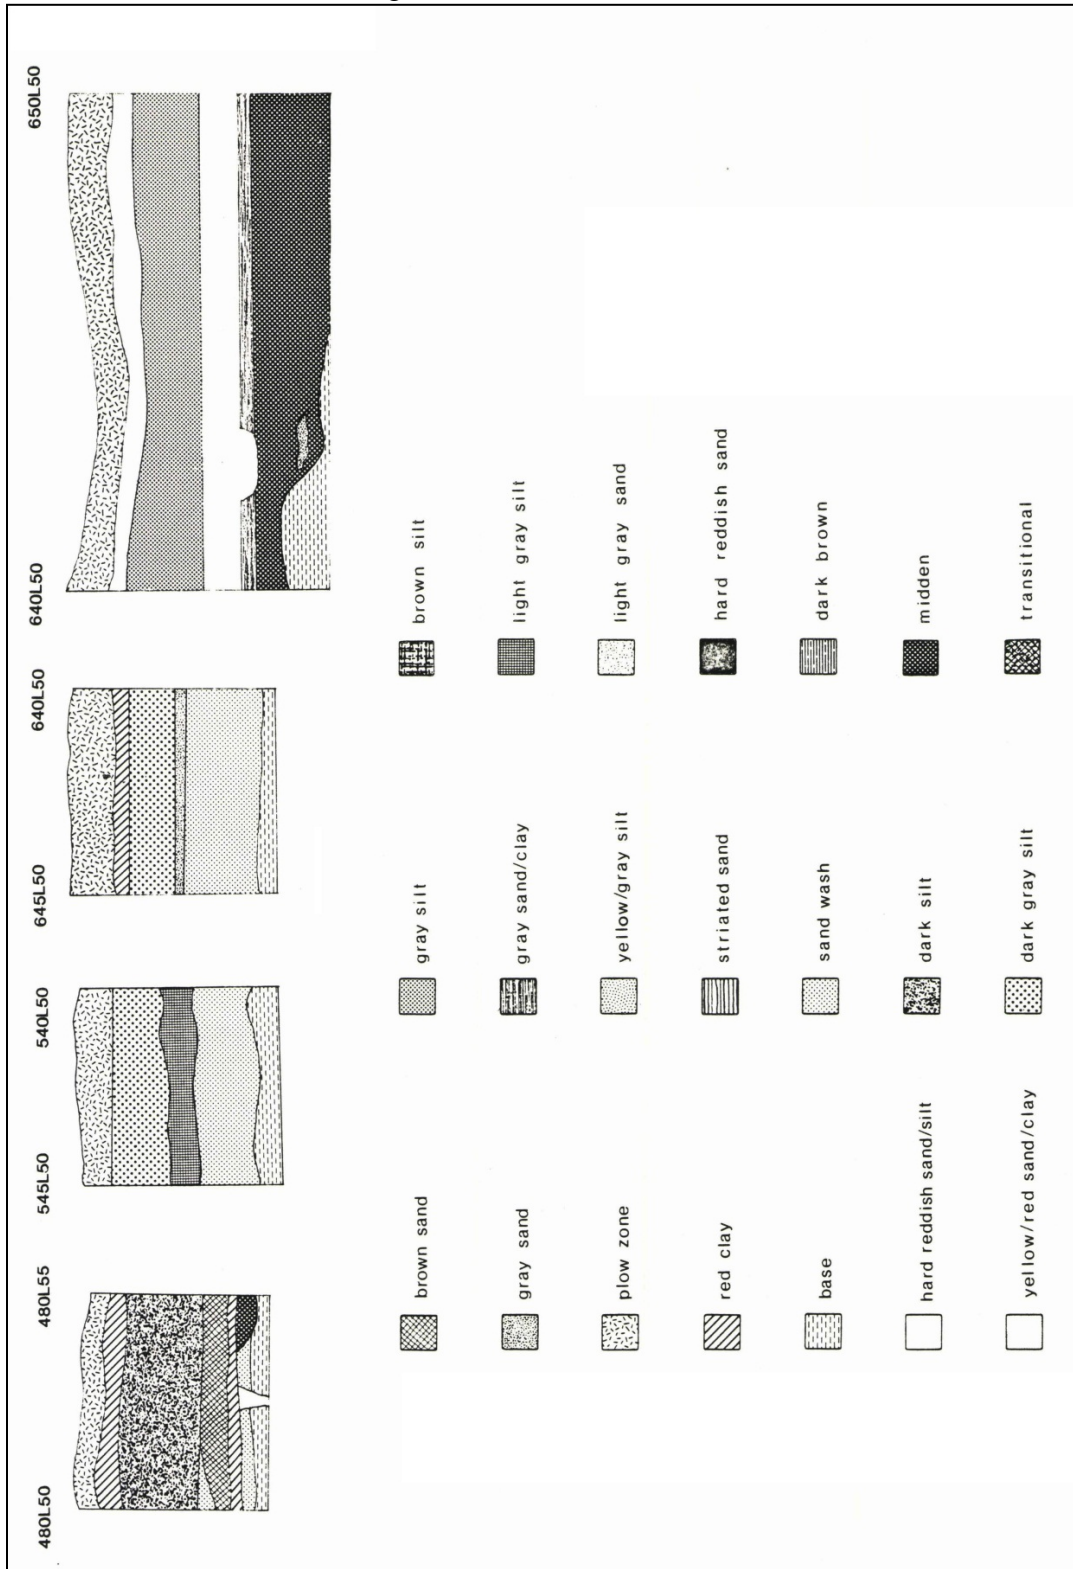 480L50
480L55
545L50
540L50
645L50
640L50
640L50
650L50
brown sand
gray silt
brown silt
gray sand
gray sand/clay
light gray silt
plow zone
yellow/gray silt
light gray sand
red clay
striated sand
hard reddish sand
base
sand wash
dark brown
hard reddish sand/silt
dark silt
midden
yellow/red sand/clay
dark gray silt
transitional